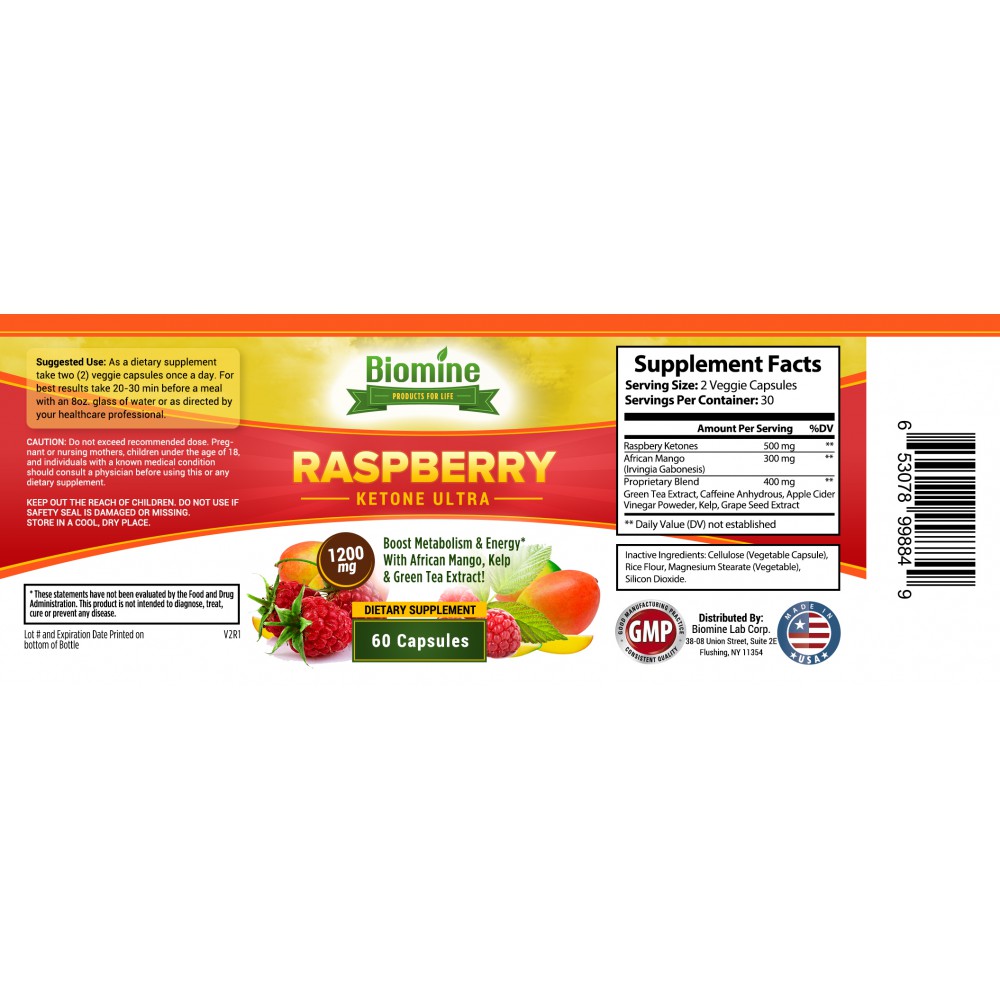 Suggested Use: As a dietary supplement
take two (2) veggie capsules once a day. For
best results take 20-30 min before a meal
with an 8oz. glass of water or as directed by
your healthcare professional.
CAUTION: Do not exceed recommended dose. Preg-
nant or nursing mothers, children under the age of 18,
and individuals with a known medical condition
should consult a physician before using this or any
dietary supplement.
KEEP OUT THE REACH OF CHILDREN. DO NOT USE IF
SAFETY SEAL IS DAMAGED OR MISSING.
STORE IN A COOL, DRY PLACE.
* These statements have not been evaluated by the Food and Drug
Administration. This product is not intended to diagnose, treat,
cure or prevent any disease.
Lot # and Expiration Date Printed on
bottom of Bottle
V2R1
Biomine
PRODUCTS FOR LIFE
RASPBERRY
KETONE ULTRA
1200
mg
Boost Metabolism & Energy*
With African Mango, Kelp
& Green Tea Extract!
DIETARY SUPPLEMENT
60 Capsules
Supplement Facts
Serving Size: 2 Veggie Capsules
Servings Per Container: 30
Amount Per Serving %DV
Raspbery Ketones 500 mg **
African Mango 300 mg **
(Irvingia Gabonesis)
Proprietary Blend 400 mg **
Green Tea Extract, Caffeine Anhydrous, Apple Cider
Vinegar Poweder, Kelp, Grape Seed Extract
** Daily Value (DV) not established
Inactive Ingredients: Cellulose (Vegetable Capsule),
Rice Flour, Magnesium Stearate (Vegetable),
Silicon Dioxide.
GOOD MANUFACTURING PRACTICE
GMP
CONSISTENT QUALITY
Distributed By:
Biomine Lab Corp.
38-08 Union Street, Suite 2E
Flushing, NY 11354
MADE IN
USA
6 53078 99884 9